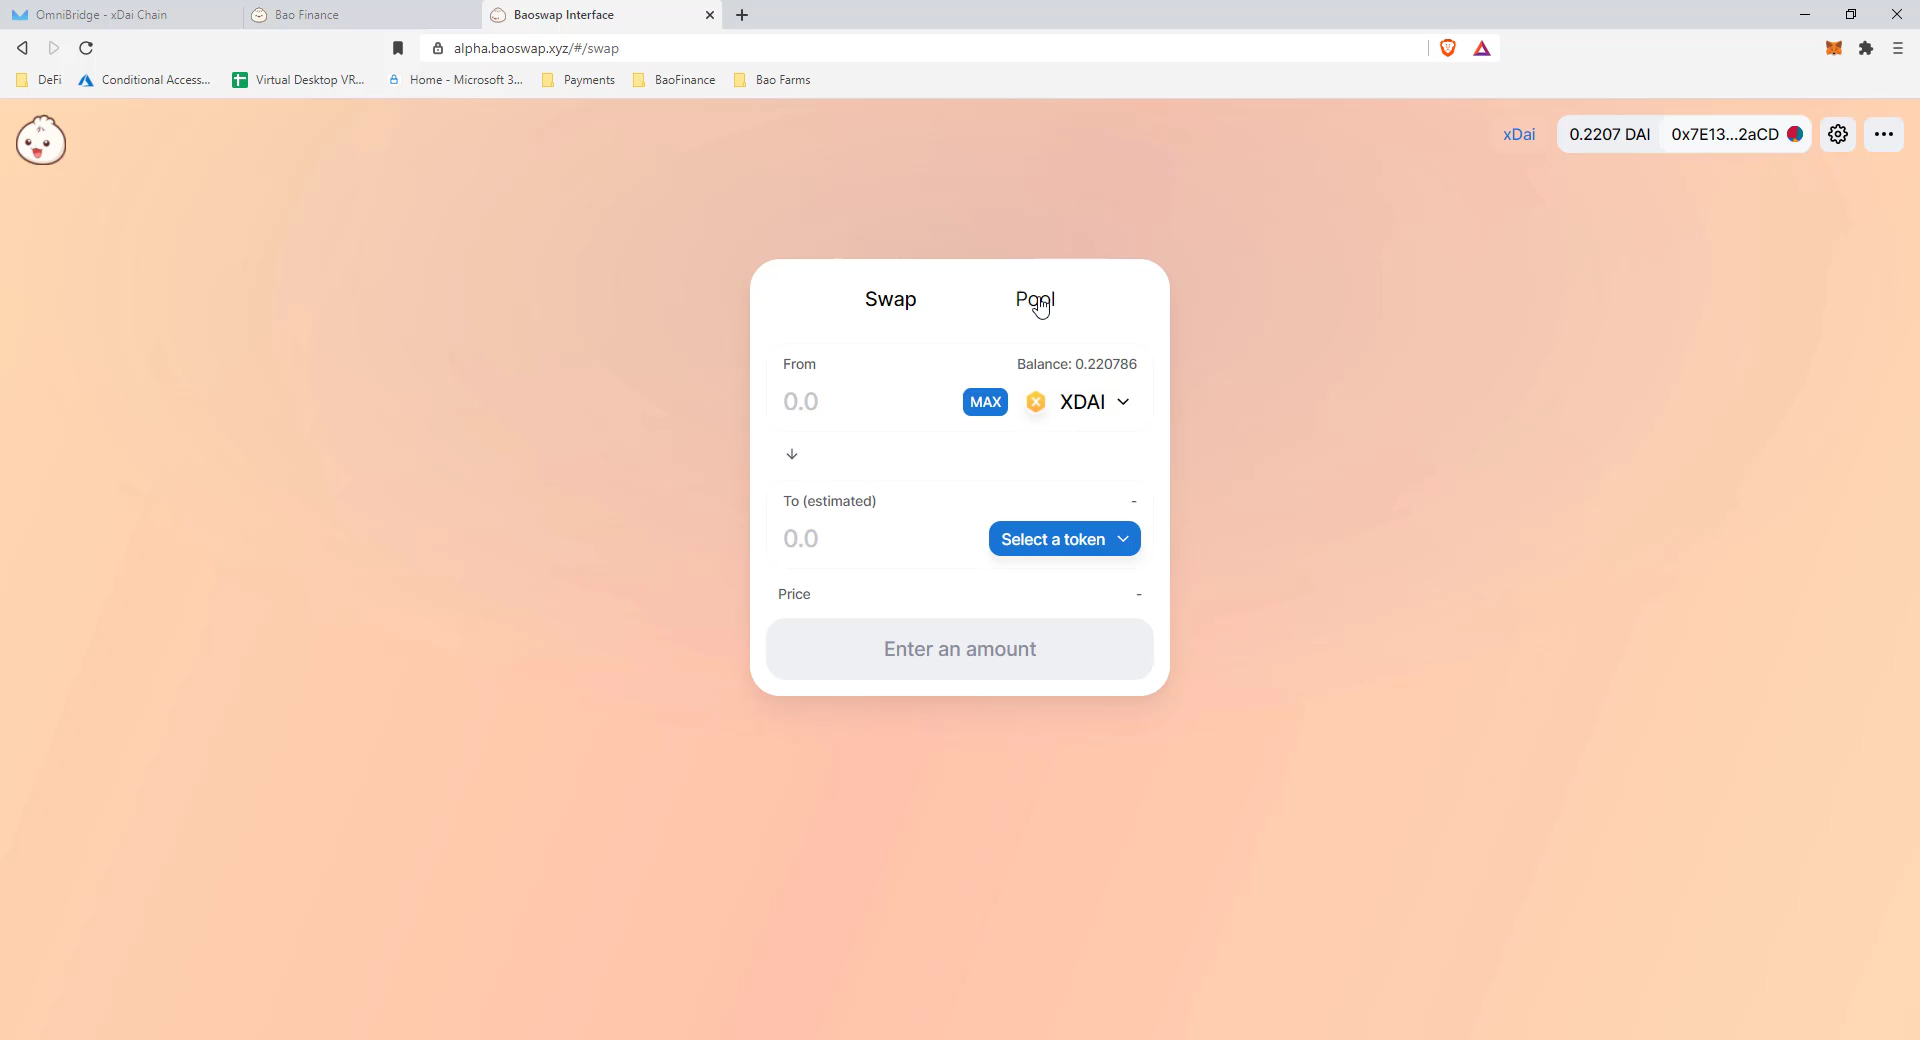 OmniBridge - xDai Chain
Bao Finance
Baoswap Interface
alpha.baoswap.xyz/#/swap
DeFi
Conditional Access...
Virtual Desktop VR...
Home - Microsoft 3...
Payments
BaoFinance
Bao Farms
xDai
0.2207 DAI
0x7E13...2aCD
Swap
Pool
From
Balance: 0.220786
0.0
MAX
XDAI
To (estimated)
-
0.0
Select a token
Price
-
Enter an amount